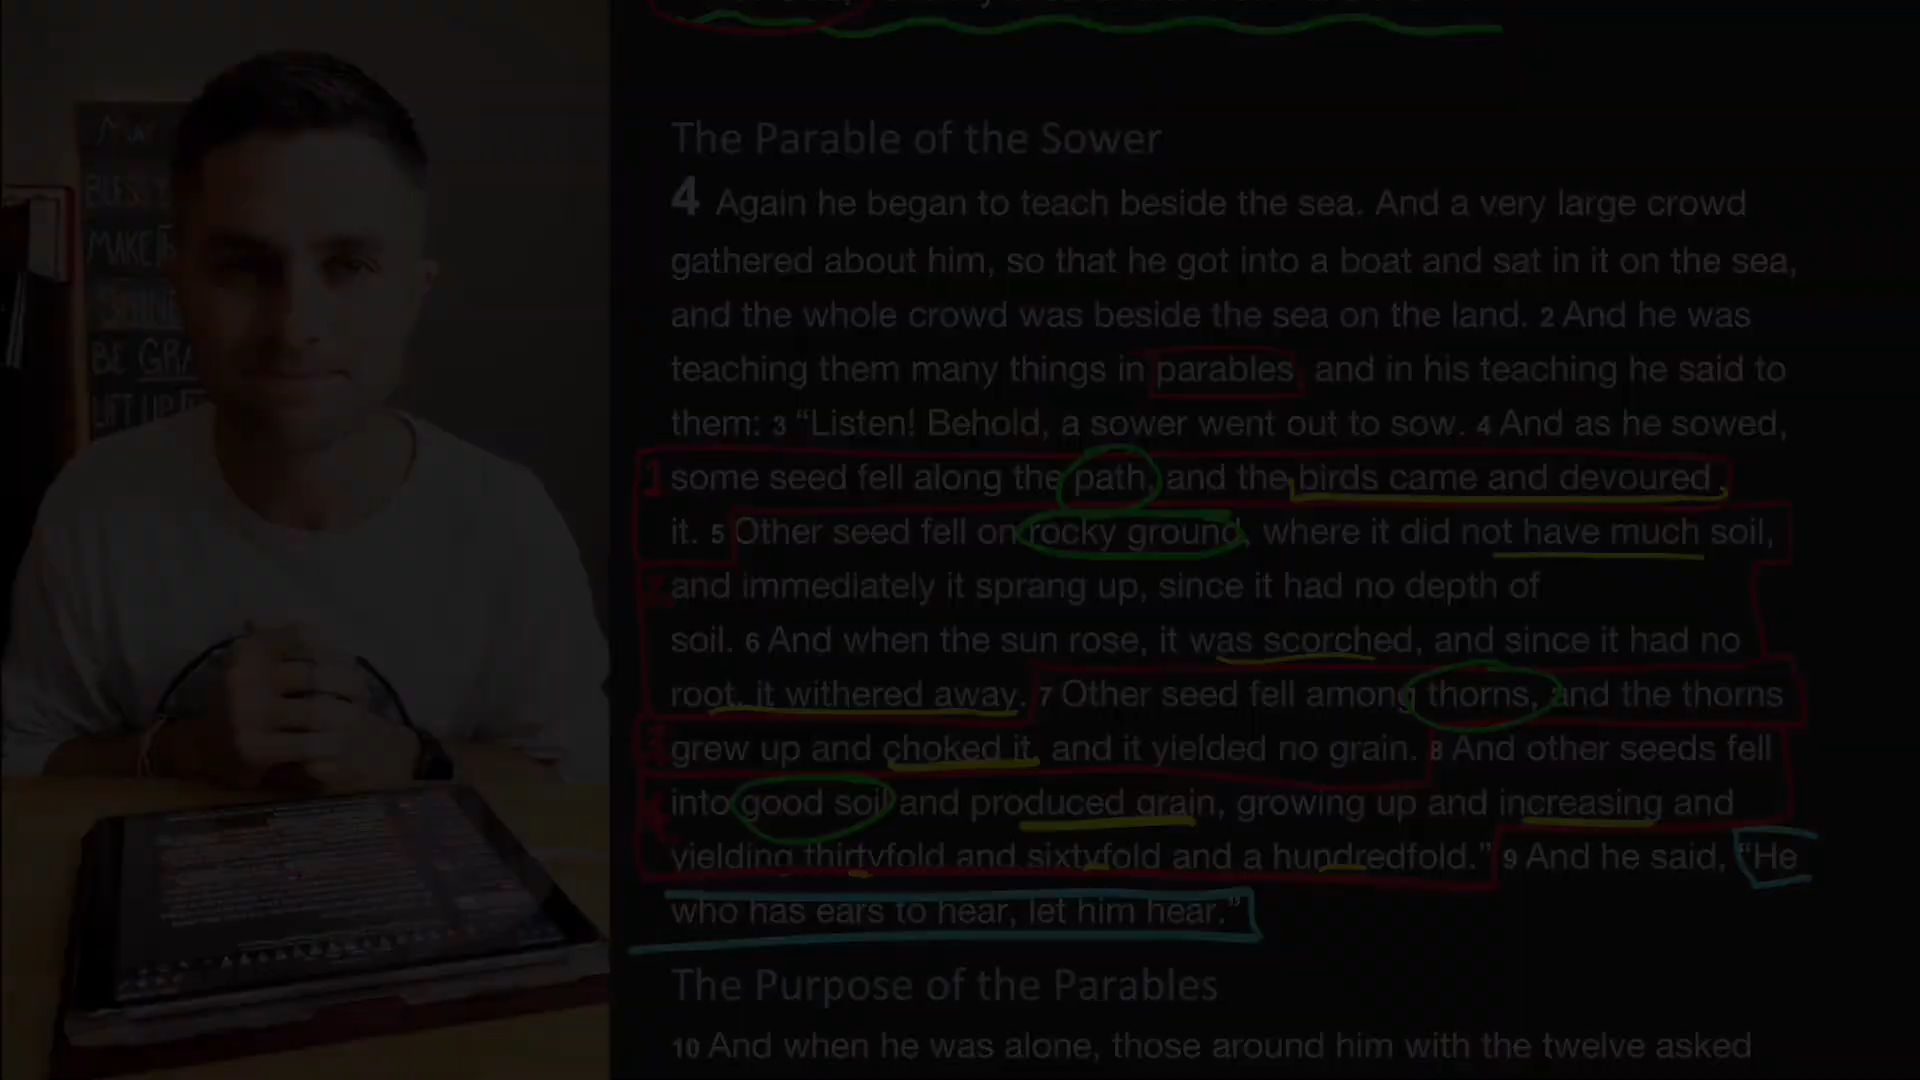 The Parable of the Sower
4 Again he began to teach beside the sea. And a very large crowd
gathered about him, so that he got into a boat and sat in it on the sea,
and the whole crowd was beside the sea on the land. 2 And he was
teaching them many things in parables, and in his teaching he said to
them: 3 “Listen! Behold, a sower went out to sow. 4 And as he sowed,
1 some seed fell along the path, and the birds came and devoured
it. 5 Other seed fell on rocky ground, where it did not have much soil,
2 and immediately it sprang up, since it had no depth of
soil. 6 And when the sun rose, it was scorched, and since it had no
root, it withered away. 7 Other seed fell among thorns, and the thorns
3 grew up and choked it, and it yielded no grain. 8 And other seeds fell
4 into good soil and produced grain, growing up and increasing and
yielding thirtyfold and sixtyfold and a hundredfold.” 9 And he said, “He
who has ears to hear, let him hear.”
The Purpose of the Parables
10 And when he was alone, those around him with the twelve asked
MAKE
BE GRA
LIFT UP